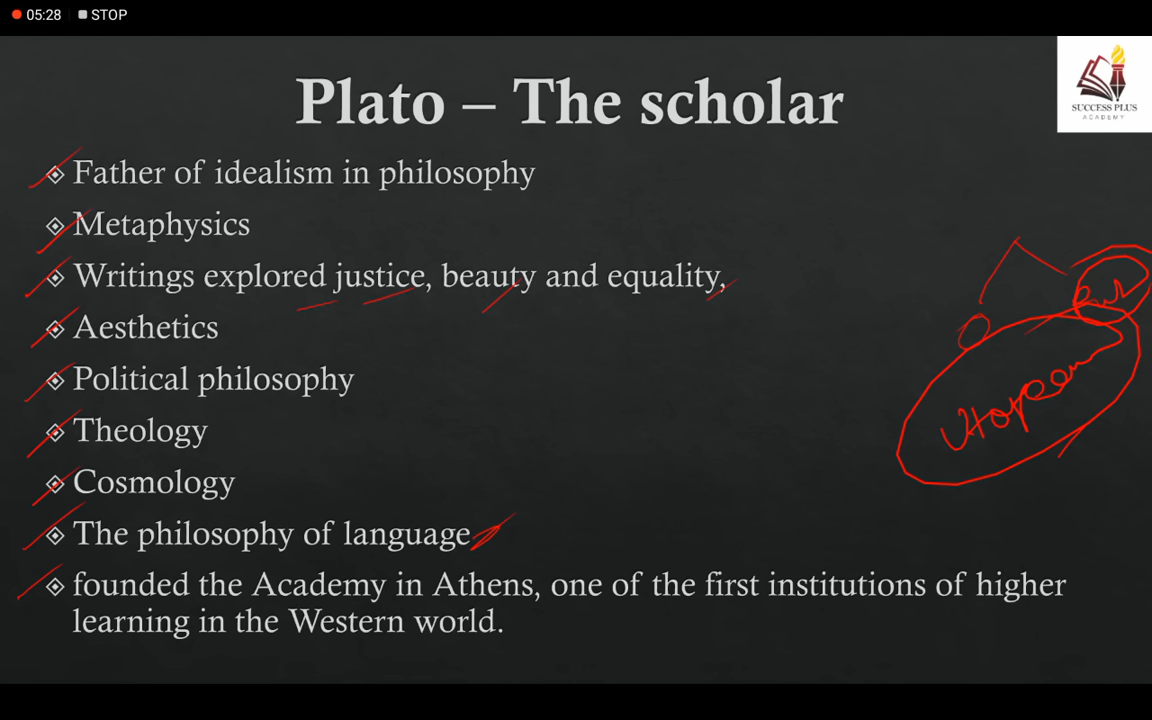 05:28 STOP
SUCCESS PLUS
ACADEMY
Plato – The scholar
Father of idealism in philosophy
Metaphysics
Writings explored justice, beauty and equality,
Aesthetics
Political philosophy
Theology
Cosmology
The philosophy of language
founded the Academy in Athens, one of the first institutions of higher
learning in the Western world.